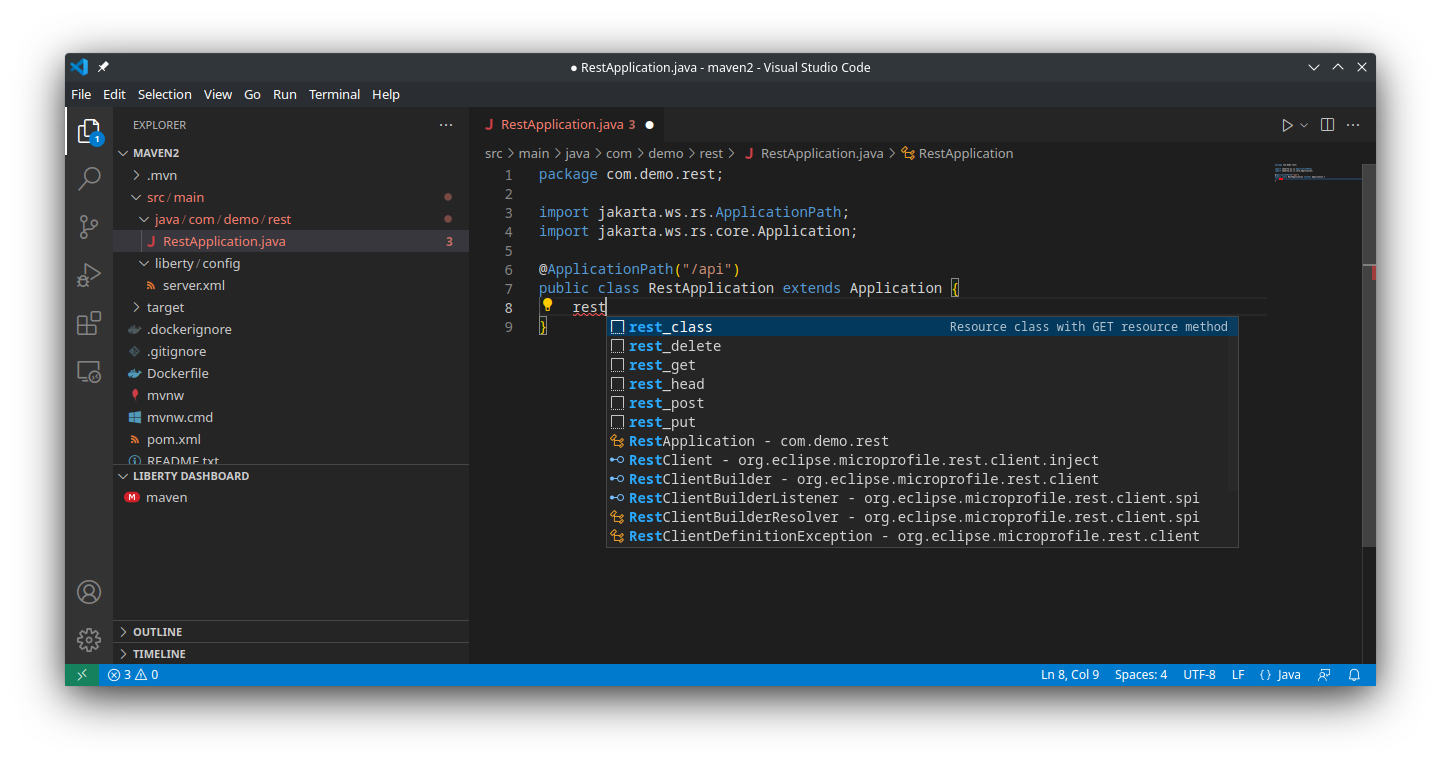 ● RestApplication.java - maven2 - Visual Studio Code
File Edit Selection View Go Run Terminal Help
1
EXPLORER
MAVEN2
.mvn
src / main
java / com / demo / rest
J RestApplication.java 3
liberty / config
server.xml
target
.dockerignore
.gitignore
Dockerfile
mvnw
mvnw.cmd
pom.xml
README.txt
LIBERTY DASHBOARD
M maven
OUTLINE
TIMELINE
J RestApplication.java 3 ●
src > main > java > com > demo > rest > J RestApplication.java > RestApplication
1 package com.demo.rest;
2
3 import jakarta.ws.rs.ApplicationPath;
4 import jakarta.ws.rs.core.Application;
5
6 @ApplicationPath("/api")
7 public class RestApplication extends Application {
8 rest
9 }
rest_class Resource class with GET resource method
rest_delete
rest_get
rest_head
rest_post
rest_put
RestApplication - com.demo.rest
RestClient - org.eclipse.microprofile.rest.client.inject
RestClientBuilder - org.eclipse.microprofile.rest.client
RestClientBuilderListener - org.eclipse.microprofile.rest.client.spi
RestClientBuilderResolver - org.eclipse.microprofile.rest.client.spi
RestClientDefinitionException - org.eclipse.microprofile.rest.client
3 0 Ln 8, Col 9 Spaces: 4 UTF-8 LF {} Java